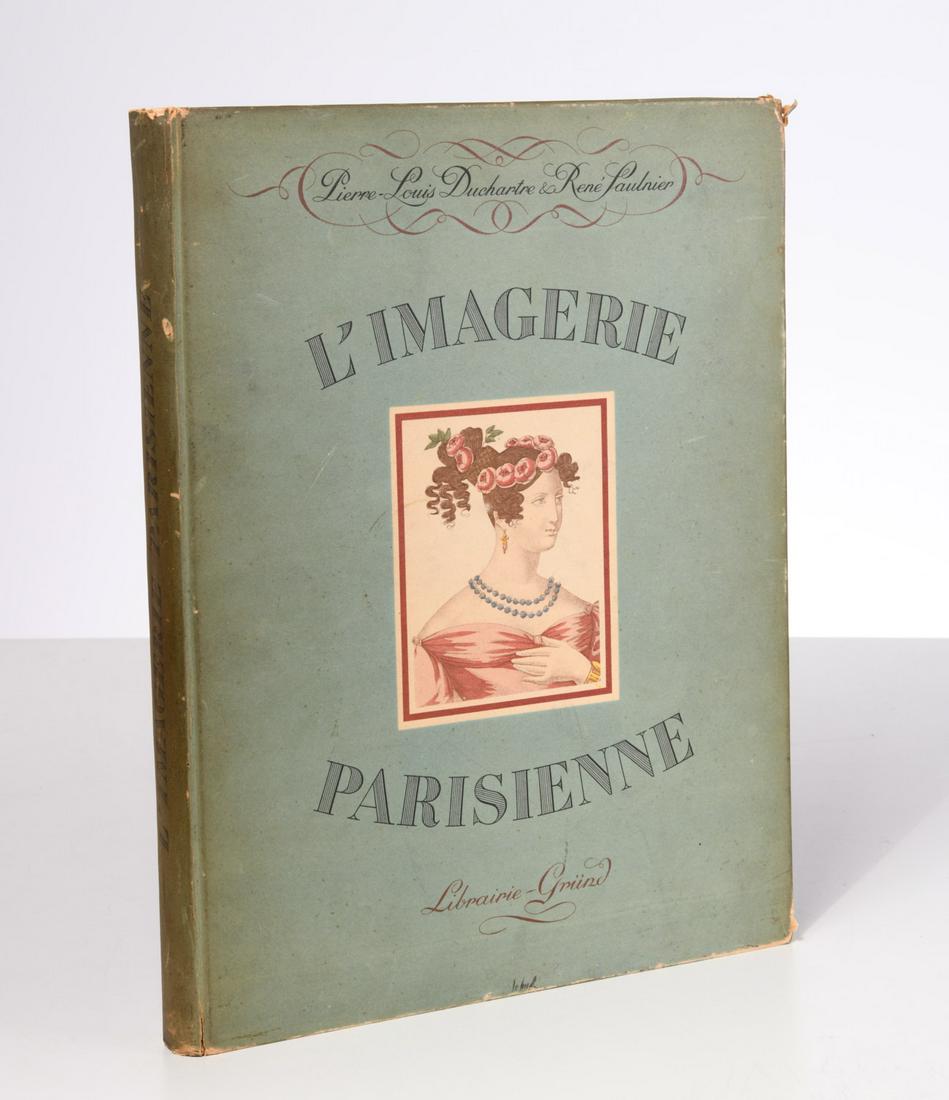 Pierre-Louis Duchartre & René Saulnier
L'IMAGERIE
PARISIENNE
Librairie-Gründ
L'IMAGERIE PARISIENNE